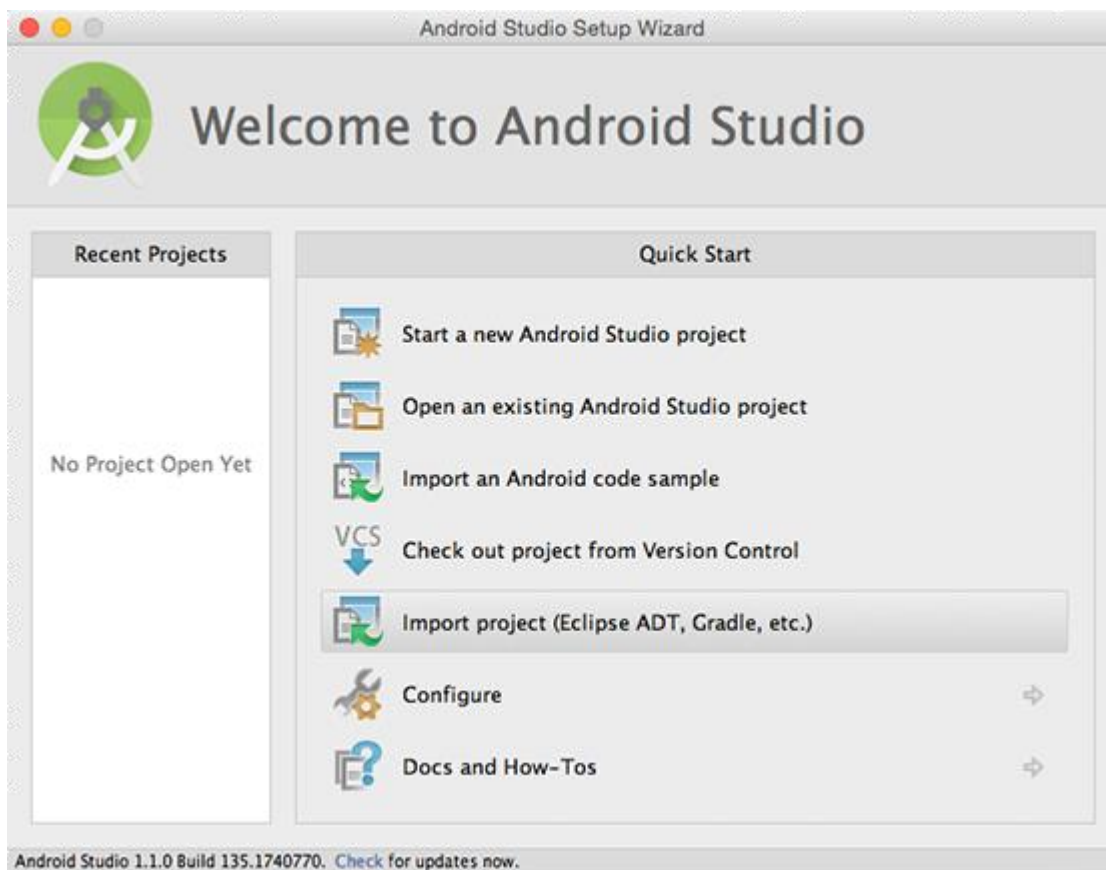 Android Studio Setup Wizard
Welcome to Android Studio
Recent Projects
No Project Open Yet
Quick Start
Start a new Android Studio project
Open an existing Android Studio project
Import an Android code sample
VCS
Check out project from Version Control
Import project (Eclipse ADT, Gradle, etc.)
Configure
Docs and How-Tos
Android Studio 1.1.0 Build 135.1740770. Check for updates now.